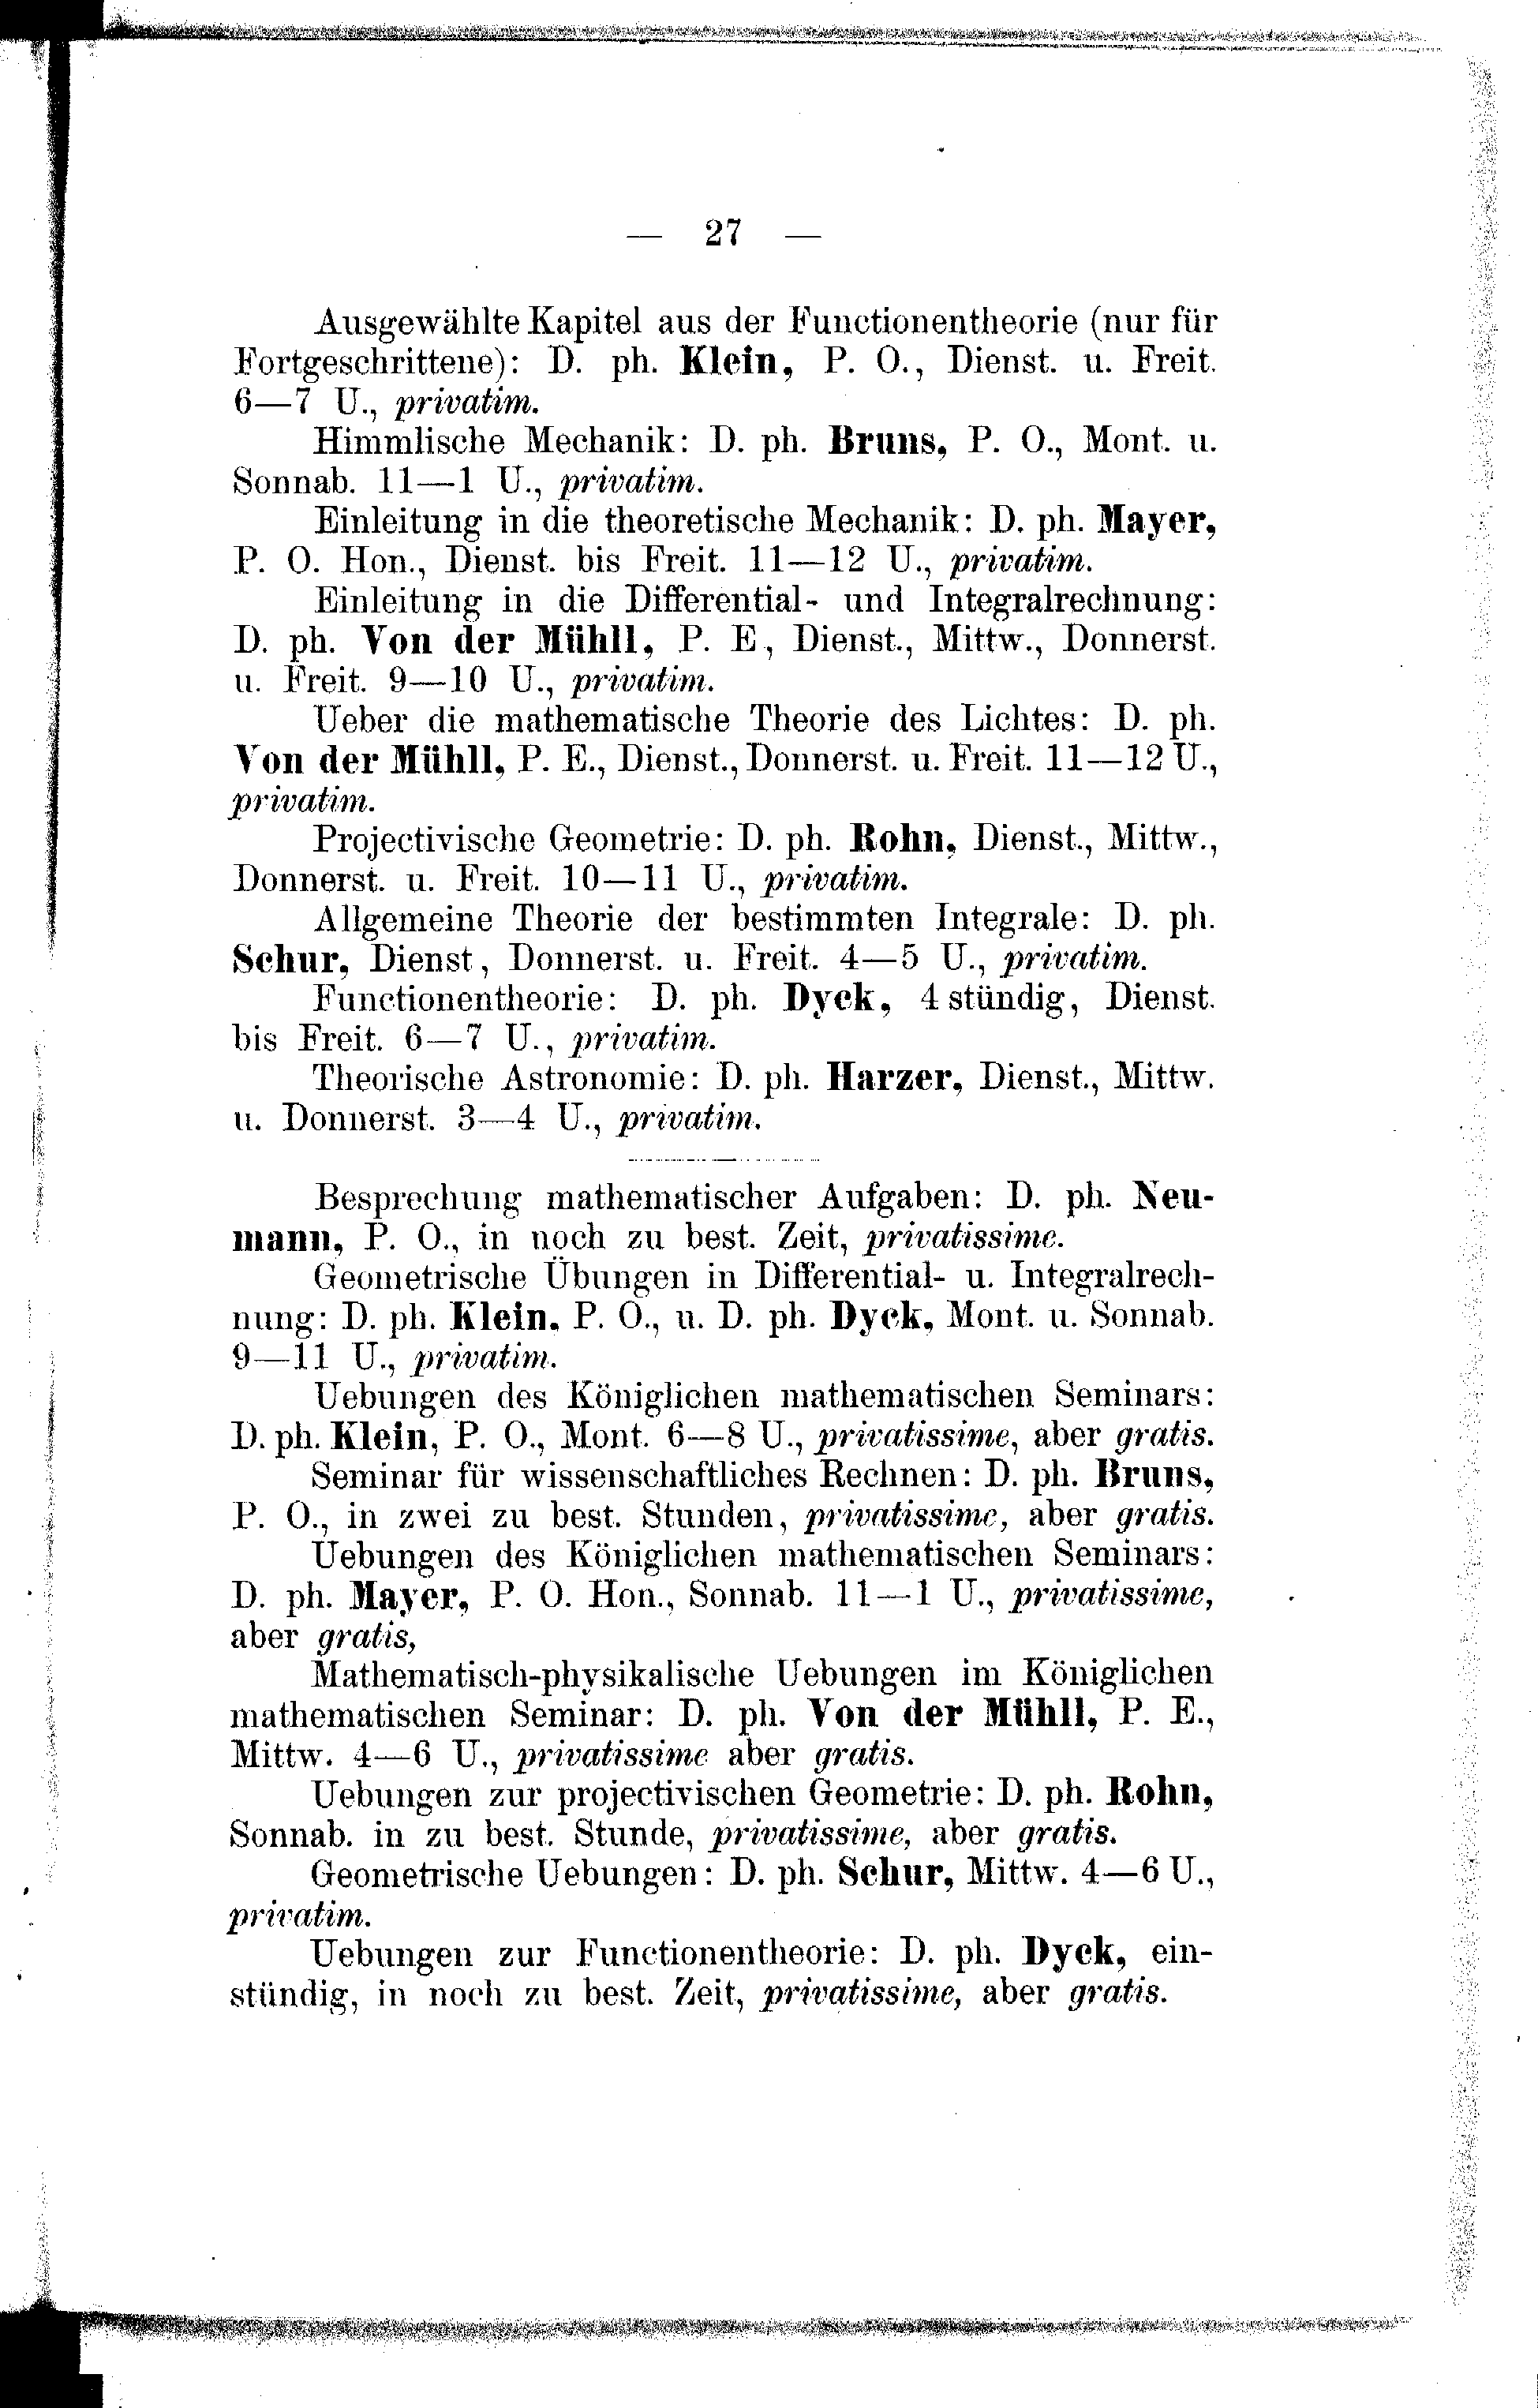 — 27 —
Ausgewählte Kapitel aus der Functionentheorie (nur für
Fortgeschrittene): D. ph. Klein, P. O., Dienst. u. Freit.
6—7 U., privatim.
Himmlische Mechanik: D. ph. Bruns, P. O., Mont. u.
Sonnab. 11—1 U., privatim.
Einleitung in die theoretische Mechanik: D. ph. Mayer,
P. O. Hon., Dienst. bis Freit. 11—12 U., privatim.
Einleitung in die Differential- und Integralrechnung:
D. ph. Von der Mühll, P. E, Dienst., Mittw., Donnerst.
u. Freit. 9—10 U., privatim.
Ueber die mathematische Theorie des Lichtes: D. ph.
Von der Mühll, P. E., Dienst., Donnerst. u. Freit. 11—12 U.,
privatim.
Projectivische Geometrie: D. ph. Rohn, Dienst., Mittw.,
Donnerst. u. Freit. 10—11 U., privatim.
Allgemeine Theorie der bestimmten Integrale: D. ph.
Schur, Dienst, Donnerst. u. Freit. 4—5 U., privatim.
Functionentheorie: D. ph. Dyck, 4 stündig, Dienst.
bis Freit. 6—7 U., privatim.
Theorische Astronomie: D. ph. Harzer, Dienst., Mittw.
u. Donnerst. 3—4 U., privatim.
Besprechung mathematischer Aufgaben: D. ph. Neu-
mann, P. O., in noch zu best. Zeit, privatissime.
Geometrische Übungen in Differential- u. Integralrech-
nung: D. ph. Klein, P. O., u. D. ph. Dyck, Mont. u. Sonnab.
9—11 U., privatim.
Uebungen des Königlichen mathematischen Seminars:
D. ph. Klein, P. O., Mont. 6—8 U., privatissime, aber gratis.
Seminar für wissenschaftliches Rechnen: D. ph. Bruns,
P. O., in zwei zu best. Stunden, privatissime, aber gratis.
Uebungen des Königlichen mathematischen Seminars:
D. ph. Mayer, P. O. Hon., Sonnab. 11—1 U., privatissime,
aber gratis,
Mathematisch-physikalische Uebungen im Königlichen
mathematischen Seminar: D. ph. Von der Mühll, P. E.,
Mittw. 4—6 U., privatissime aber gratis.
Uebungen zur projectivischen Geometrie: D. ph. Rohn,
Sonnab. in zu best. Stunde, privatissime, aber gratis.
Geometrische Uebungen: D. ph. Schur, Mittw. 4—6 U.,
privatim.
Uebungen zur Functionentheorie: D. ph. Dyck, ein-
stündig, in noch zu best. Zeit, privatissime, aber gratis.